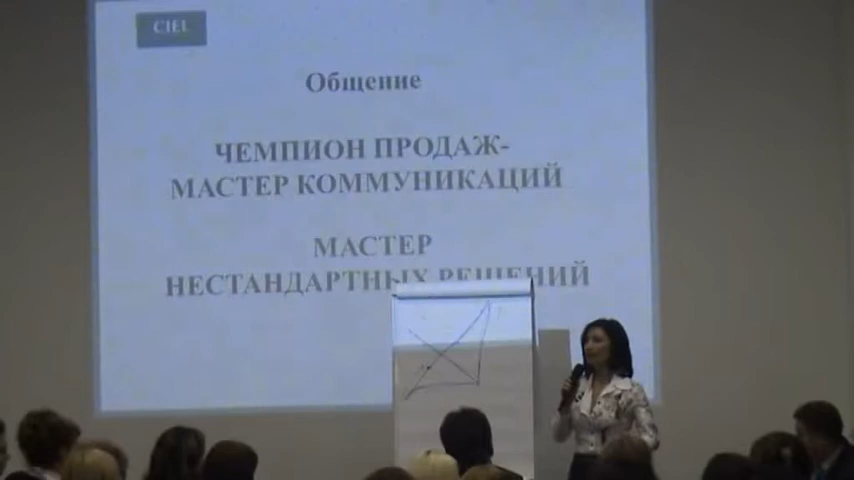 CIEL
Общение
ЧЕМПИОН ПРОДАЖ-
МАСТЕР КОММУНИКАЦИЙ
МАСТЕР
НЕСТАНДАРТНЫХ РЕШЕНИЙ